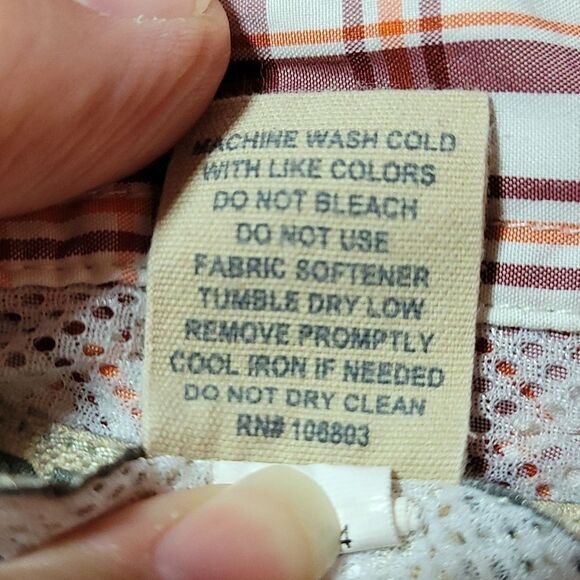 MACHINE WASH COLD
WITH LIKE COLORS
DO NOT BLEACH
DO NOT USE
FABRIC SOFTENER
TUMBLE DRY LOW
REMOVE PROMPTLY
COOL IRON IF NEEDED
DO NOT DRY CLEAN
RN# 106803